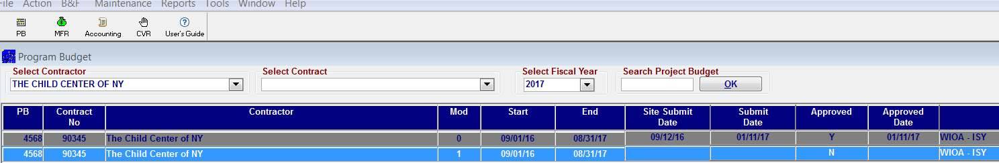 File Action B&F Maintenance Reports Tools Window Help
PB MFR Accounting CVR User's Guide
Program Budget
Select Contractor Select Contract Select Fiscal Year Search Project Budget
THE CHILD CENTER OF NY 2017 OK
PB Contract Contractor Mod Start End Site Submit Submit Approved Approved
No Date Date Date
4568 90345 The Child Center of NY 0 09/01/16 08/31/17 09/12/16 01/11/17 Y 01/11/17 WIOA - ISY
4568 90345 The Child Center of NY 1 09/01/16 08/31/17 N WIOA - ISY